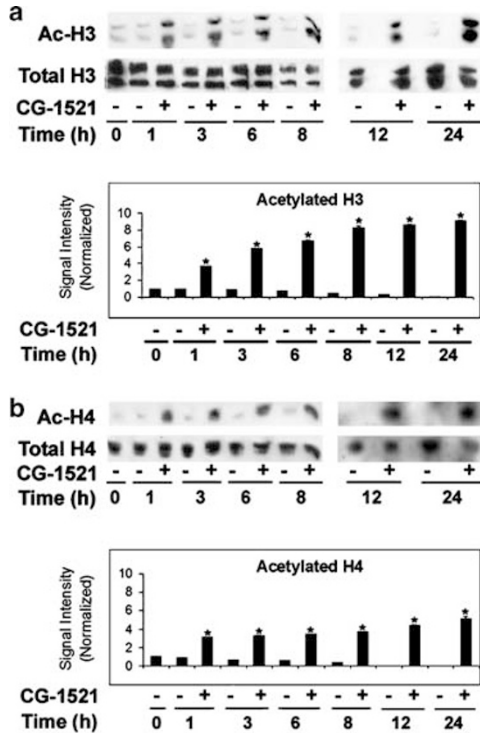 a
Ac-H3
Total H3
CG-1521 - - + - + - + - + - + - +
Time (h) 0 1 3 6 8 12 24
Acetylated H3
Signal Intensity
(Normalized)
10
8
6
4
2
0
* * * * * *
CG-1521 - - + - + - + - + - + - +
Time (h) 0 1 3 6 8 12 24
b
Ac-H4
Total H4
CG-1521 - - + - + - + - + - + - +
Time (h) 0 1 3 6 8 12 24
Acetylated H4
Signal Intensity
(Normalized)
10
8
6
4
2
0
* * * * * *
CG-1521 - - + - + - + - + - + - +
Time (h) 0 1 3 6 8 12 24